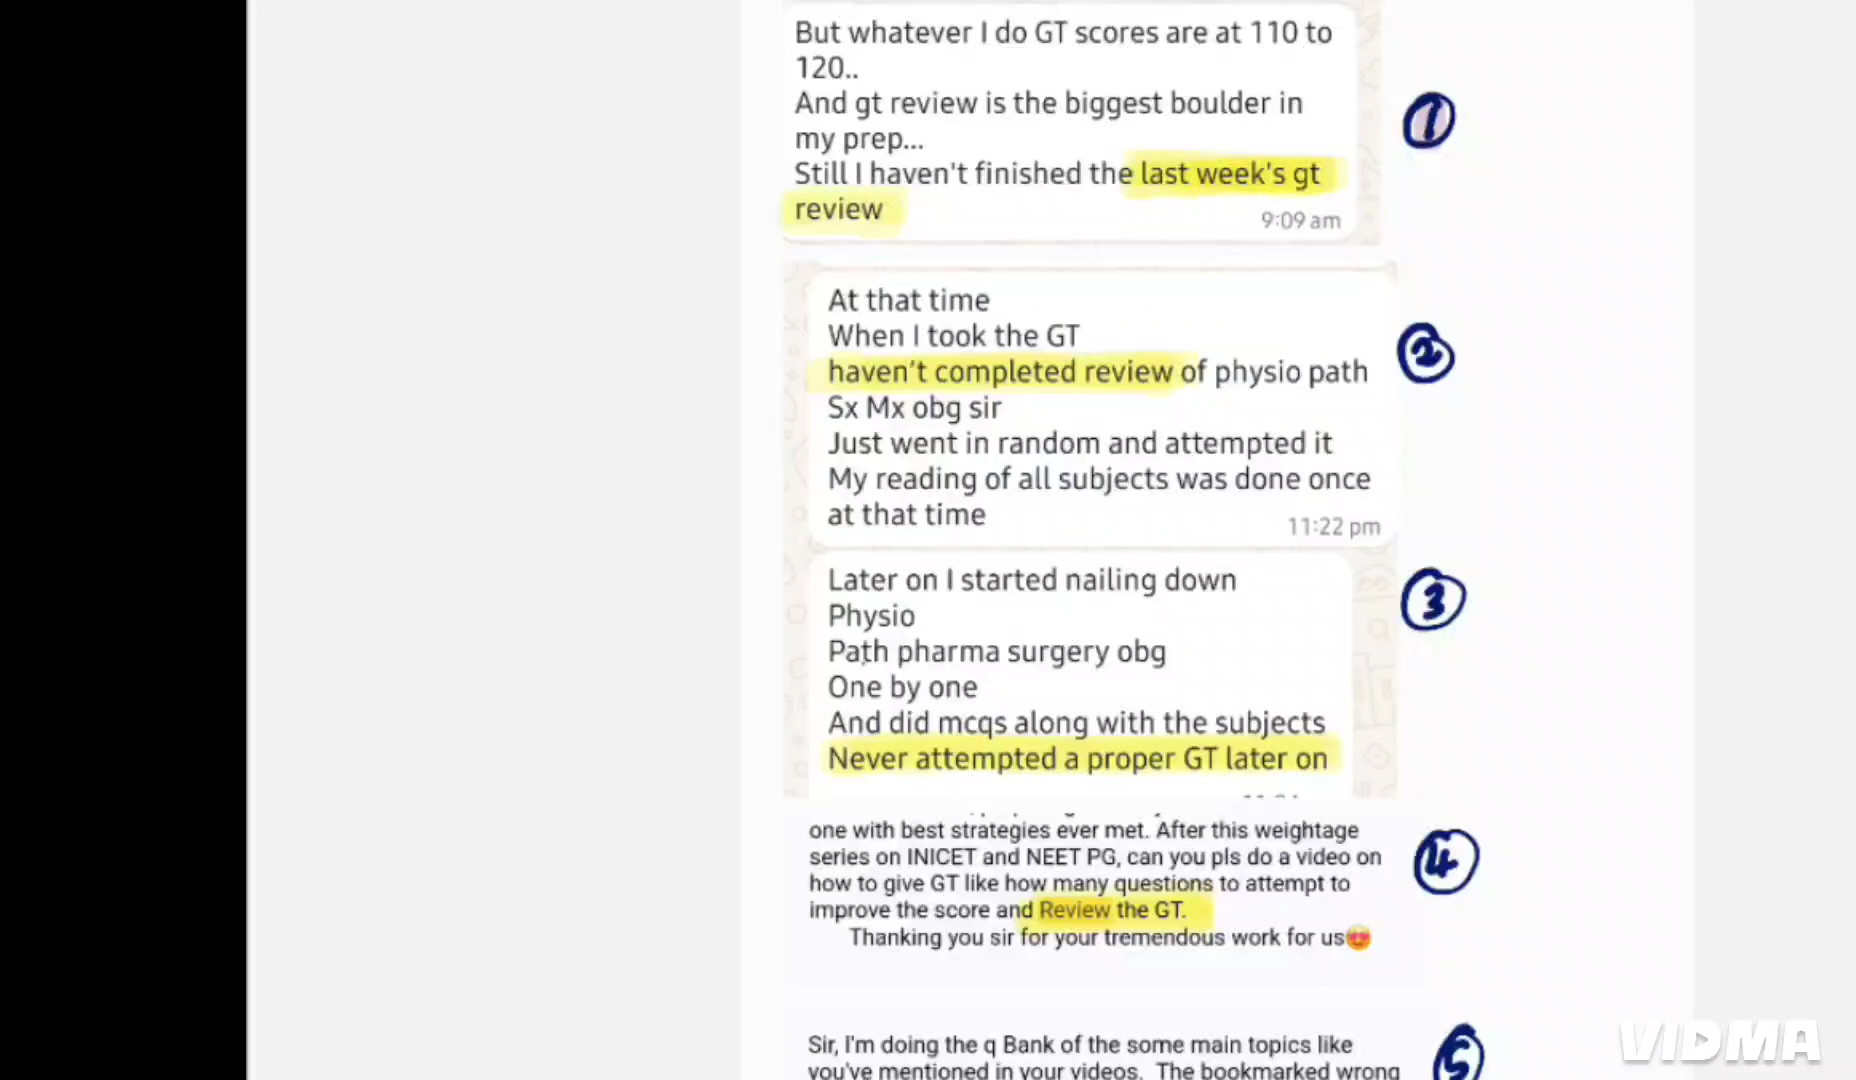 But whatever I do GT scores are at 110 to
120..
And gt review is the biggest boulder in
my prep...
Still I haven't finished the last week's gt
review
9:09 am
1
At that time
When I took the GT
haven't completed review of physio path
2
Sx Mx obg sir
Just went in random and attempted it
My reading of all subjects was done once
at that time
11:22 pm
Later on I started nailing down
3
Physio
Path pharma surgery obg
One by one
And did mcqs along with the subjects
Never attempted a proper GT later on
one with best strategies ever met. After this weightage
series on INICET and NEET PG, can you pls do a video on
4
how to give GT like how many questions to attempt to
improve the score and Review the GT.
Thanking you sir for your tremendous work for us😍
Sir, I'm doing the q Bank of the some main topics like
5
you've mentioned in your videos. The bookmarked wrong
VIDMA